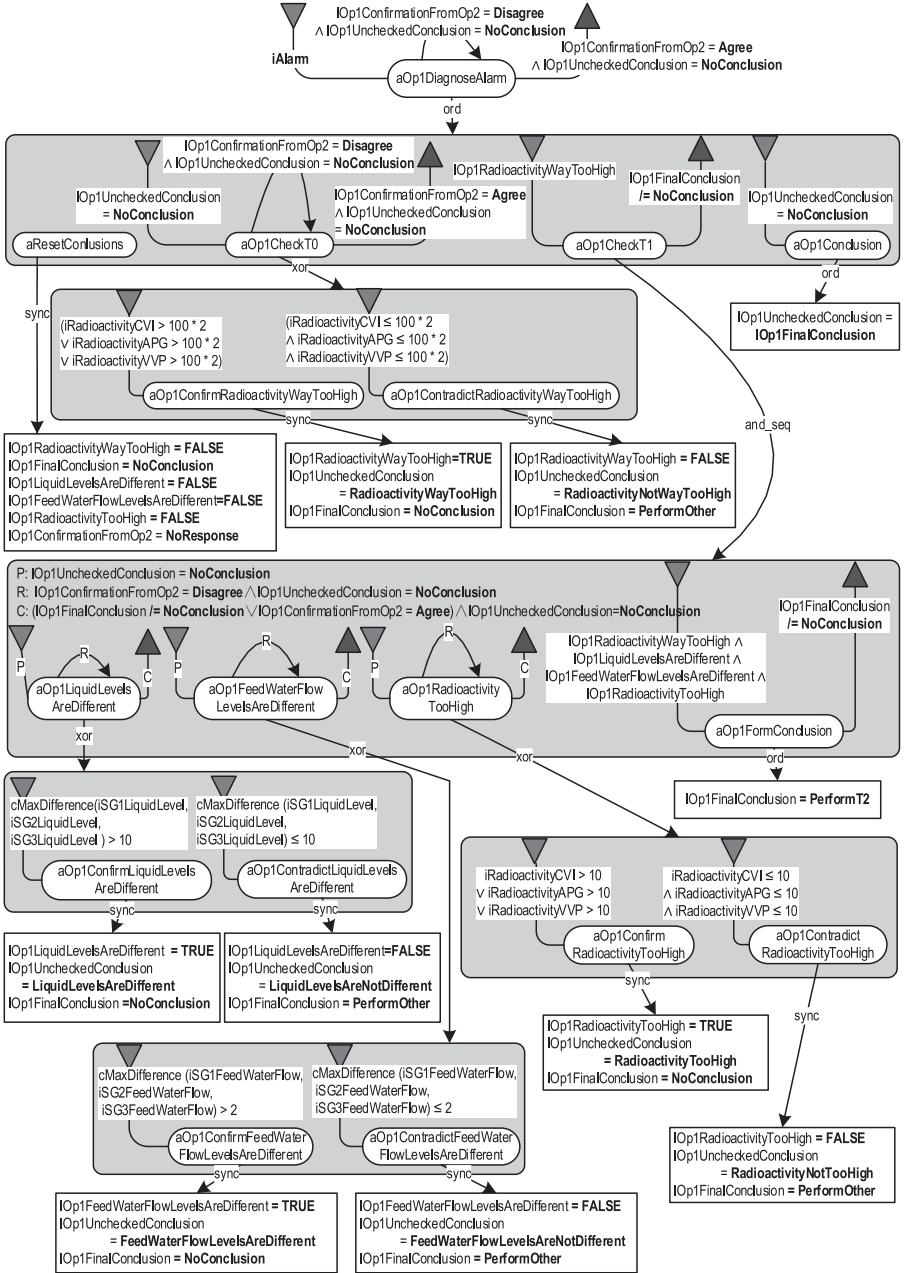 lOp1ConfirmationFromOp2 = Disagree
∧ lOp1UncheckedConclusion = NoConclusion
iAlarm
lOp1ConfirmationFromOp2 = Agree
∧ lOp1UncheckedConclusion = NoConclusion
aOp1DiagnoseAlarm
ord
lOp1ConfirmationFromOp2 = Disagree
∧ lOp1UncheckedConclusion = NoConclusion
lOp1UncheckedConclusion
= NoConclusion
lOp1ConfirmationFromOp2 = Agree
∧ lOp1UncheckedConclusion
= NoConclusion
lOp1RadioactivityWayTooHigh
lOp1FinalConclusion
/= NoConclusion
lOp1UncheckedConclusion
= NoConclusion
aResetConlusions
aOp1CheckT0
aOp1CheckT1
aOp1Conclusion
sync
xor
ord
lOp1UncheckedConclusion =
lOp1FinalConclusion
(iRadioactivityCVI > 100 * 2
∨ iRadioactivityAPG > 100 * 2
∨ iRadioactivityVVP > 100 * 2)
(iRadioactivityCVI ≤ 100 * 2
∧ iRadioactivityAPG ≤ 100 * 2
∧ iRadioactivityVVP ≤ 100 * 2)
aOp1ConfirmRadioactivityWayTooHigh
aOp1ContradictRadioactivityWayTooHigh
sync
sync
and_seq
lOp1RadioactivityWayTooHigh = FALSE
lOp1FinalConclusion = NoConclusion
lOp1LiquidLevelsAreDifferent = FALSE
lOp1FeedWaterFlowLevelsAreDifferent=FALSE
lOp1RadioactivityTooHigh = FALSE
lOp1ConfirmationFromOp2 = NoResponse
lOp1RadioactivityWayTooHigh=TRUE
lOp1UncheckedConclusion
= RadioactivityWayTooHigh
lOp1FinalConclusion = NoConclusion
lOp1RadioactivityWayTooHigh = FALSE
lOp1UncheckedConclusion
= RadioactivityNotWayTooHigh
lOp1FinalConclusion = PerformOther
P: lOp1UncheckedConclusion = NoConclusion
R: lOp1ConfirmationFromOp2 = Disagree ∧ lOp1UncheckedConclusion = NoConclusion
C: (lOp1FinalConclusion /= NoConclusion ∨ lOp1ConfirmationFromOp2 = Agree) ∧ lOp1UncheckedConclusion=NoConclusion
lOp1FinalConclusion
/= NoConclusion
P
R
C
P
R
C
P
R
C
lOp1RadioactivityWayTooHigh ∧
lOp1LiquidLevelsAreDifferent ∧
lOp1FeedWaterFlowLevelsAreDifferent ∧
lOp1RadioactivityTooHigh
aOp1LiquidLevels
AreDifferent
aOp1FeedWaterFlow
LevelsAreDifferent
aOp1Radioactivity
TooHigh
aOp1FormConclusion
xor
xor
xor
ord
lOp1FinalConclusion = PerformT2
cMaxDifference(iSG1LiquidLevel,
iSG2LiquidLevel,
iSG3LiquidLevel ) > 10
cMaxDifference (iSG1LiquidLevel,
iSG2LiquidLevel,
iSG3LiquidLevel) ≤ 10
aOp1ConfirmLiquidLevels
AreDifferent
aOp1ContradictLiquidLevels
AreDifferent
sync
sync
iRadioactivityCVI > 10
∨ iRadioactivityAPG > 10
∨ iRadioactivityVVP > 10
iRadioactivityCVI ≤ 10
∧ iRadioactivityAPG ≤ 10
∧ iRadioactivityVVP ≤ 10
aOp1Confirm
RadioactivityTooHigh
aOp1Contradict
RadioactivityTooHigh
sync
sync
lOp1LiquidLevelsAreDifferent = TRUE
lOp1UncheckedConclusion
= LiquidLevelsAreDifferent
lOp1FinalConclusion =NoConclusion
lOp1LiquidLevelsAreDifferent=FALSE
lOp1UncheckedConclusion
= LiquidLevelsAreNotDifferent
lOp1FinalConclusion = PerformOther
lOp1RadioactivityTooHigh = TRUE
lOp1UncheckedConclusion
= RadioactivityTooHigh
lOp1FinalConclusion = NoConclusion
cMaxDifference (iSG1FeedWaterFlow,
iSG2FeedWaterFlow,
iSG3FeedWaterFlow) > 2
cMaxDifference (iSG1FeedWaterFlow,
iSG2FeedWaterFlow,
iSG3FeedWaterFlow) ≤ 2
aOp1ConfirmFeedWater
FlowLevelsAreDifferent
aOp1ContradictFeedWater
FlowLevelsAreDifferent
sync
sync
lOp1RadioactivityTooHigh = FALSE
lOp1UncheckedConclusion
= RadioactivityNotTooHigh
lOp1FinalConclusion = PerformOther
lOp1FeedWaterFlowLevelsAreDifferent = TRUE
lOp1UncheckedConclusion
= FeedWaterFlowLevelsAreDifferent
lOp1FinalConclusion = NoConclusion
lOp1FeedWaterFlowLevelsAreDifferent = FALSE
lOp1UncheckedConclusion
= FeedWaterFlowLevelsAreNotDifferent
lOp1FinalConclusion = PerformOther